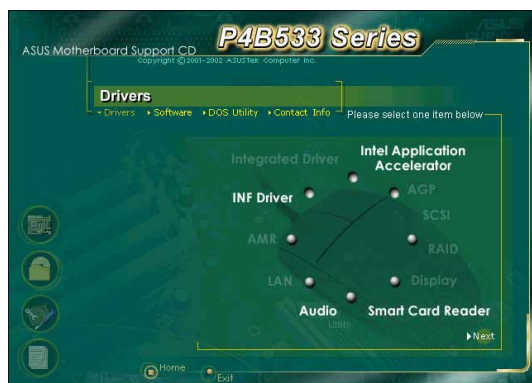 P4B533 Series
ASUS Motherboard Support CD
Copyright ©2001-2002 ASUSTek Computer Inc.
Drivers
Drivers Software DOS Utility Contact Info
Please select one item below
Integrated Driver
Intel Application
Accelerator
INF Driver
AGP
SCSI
AMR
RAID
LAN
Display
Audio
Smart Card Reader
Utility
Next
Home
Exit